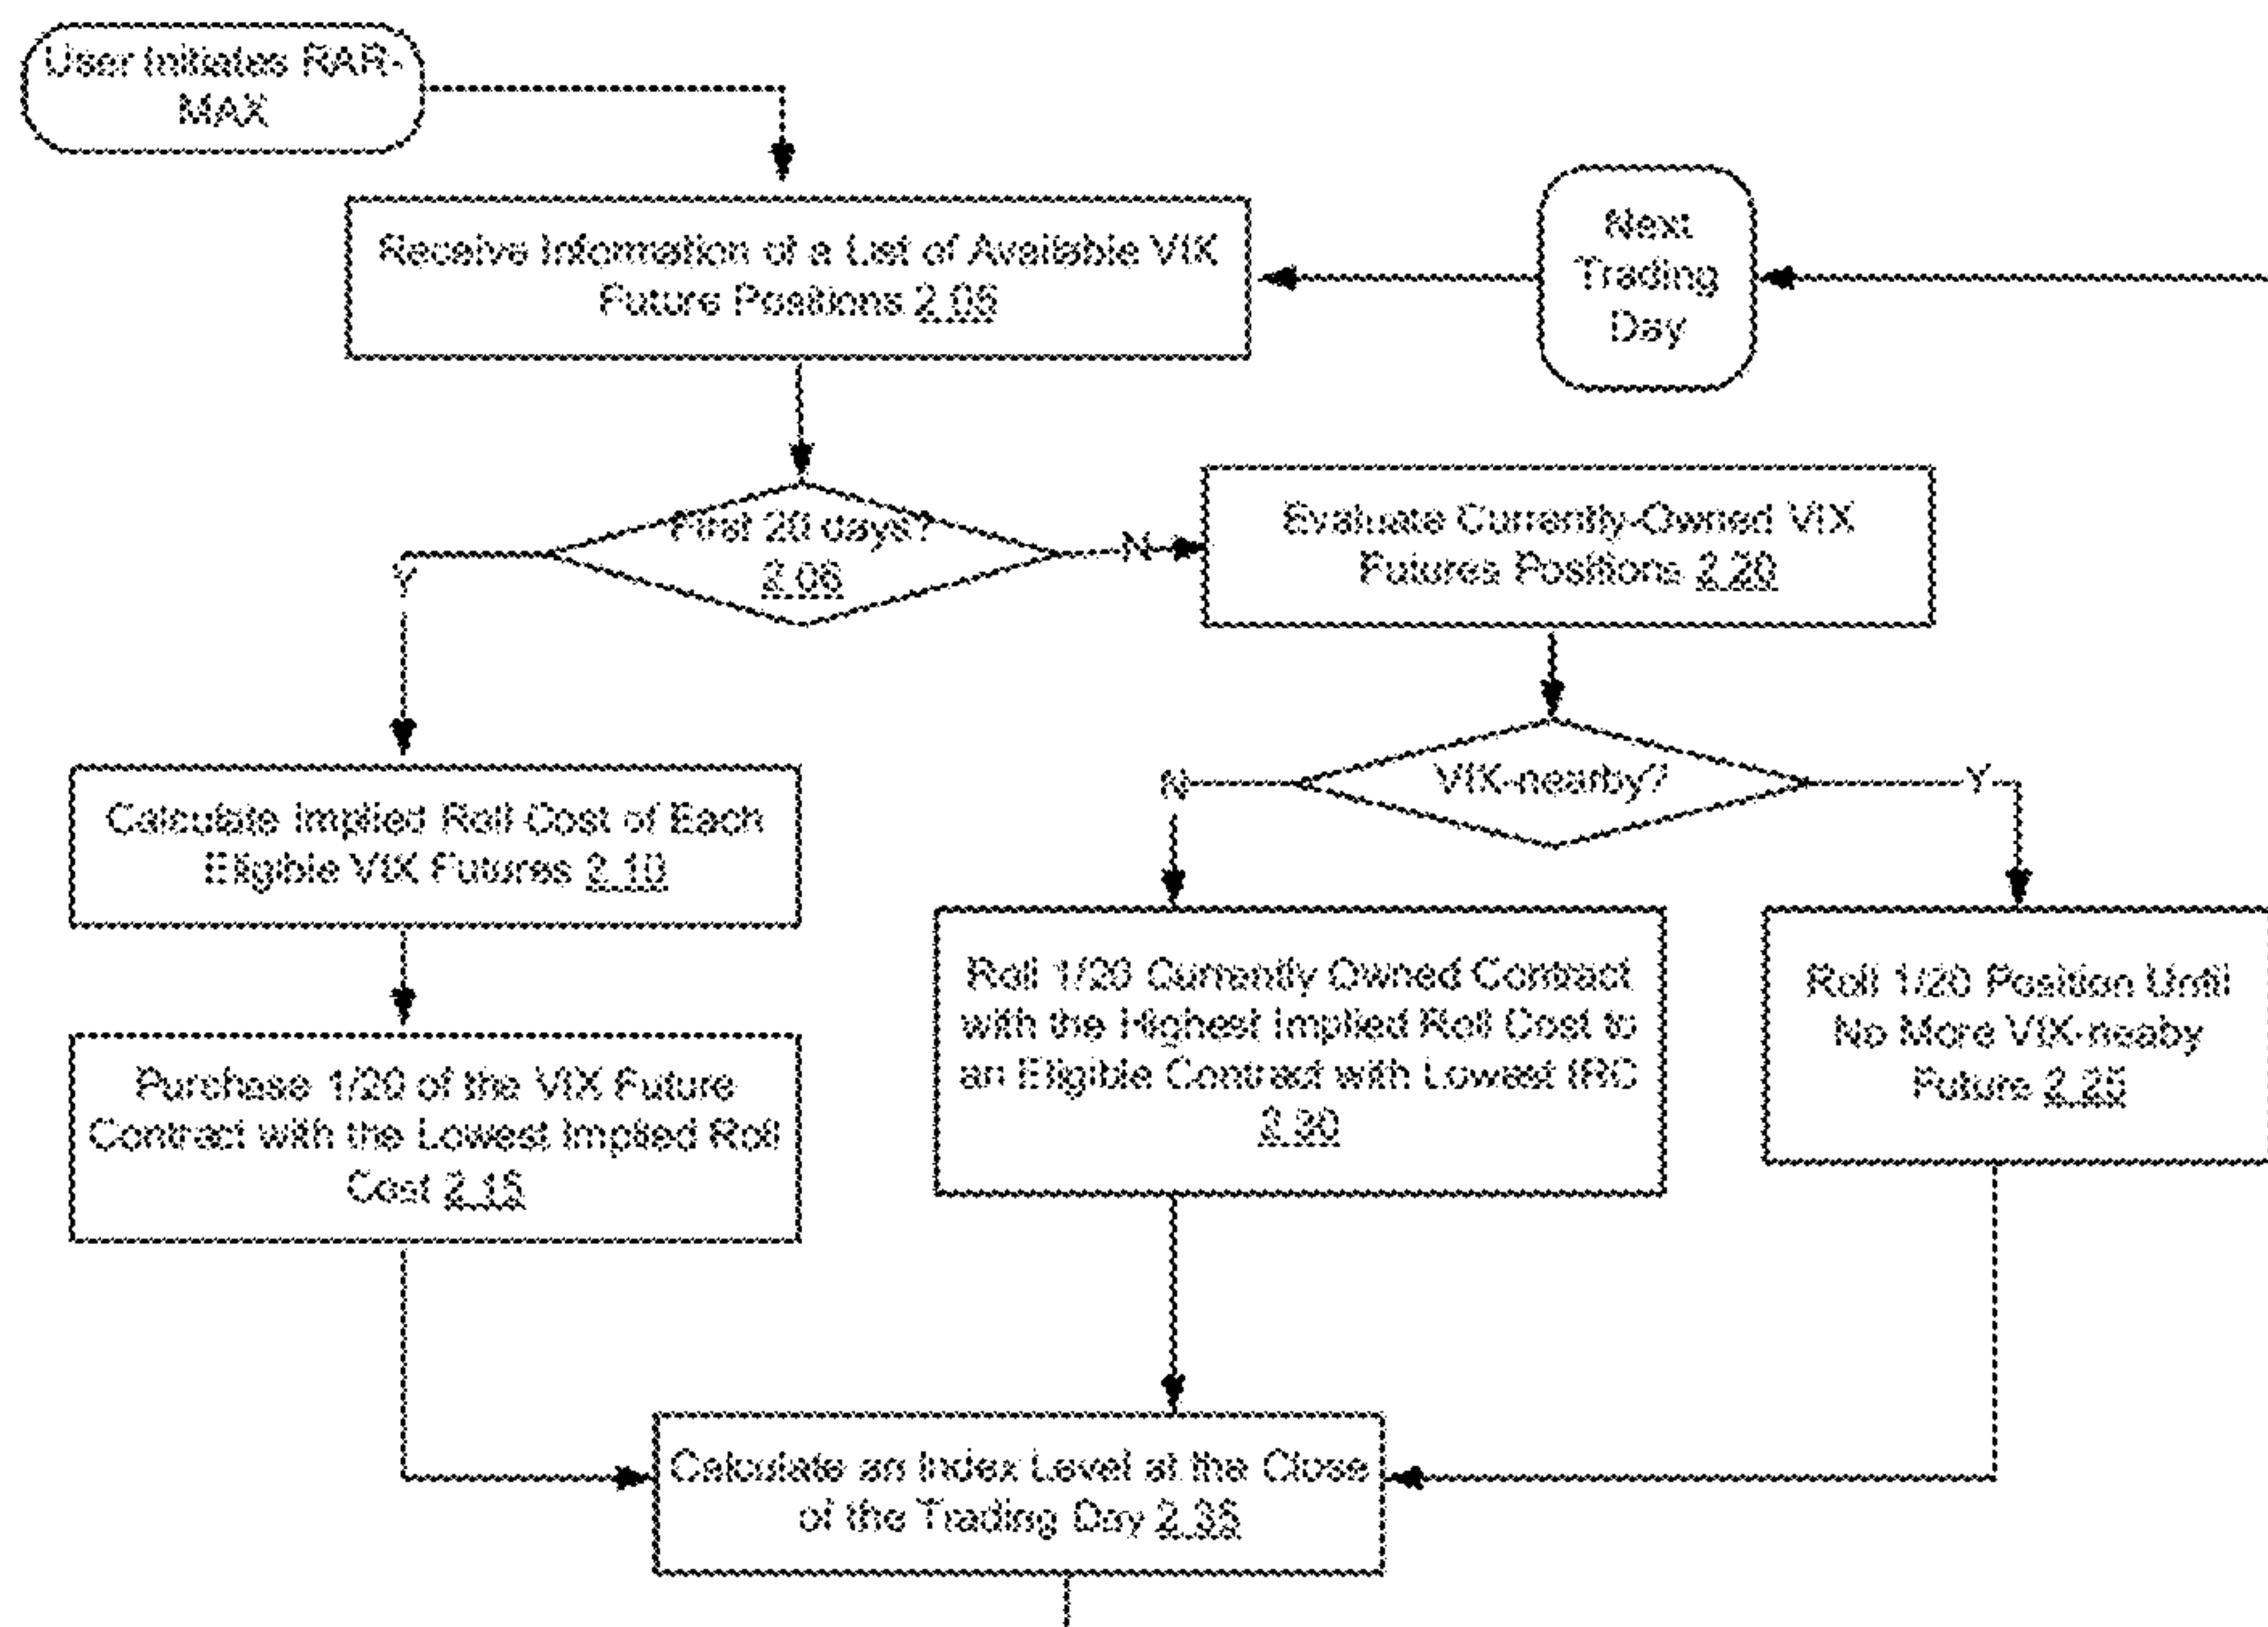 User Initiates RAR-
MAX
Receive Information of a List of Available VIX
Future Positions 2.05
Next
Trading
Day
First 20 days?
2.06
Y
N
Evaluate Currently-Owned VIX
Futures Positions 2.20
VIX-nearby?
N
Y
Calculate Implied Roll Cost of Each
Eligible VIX Futures 2.10
Purchase 1/20 of the VIX Future
Contract with the Lowest Implied Roll
Cost 2.15
Roll 1/20 Currently Owned Contract
with the Highest Implied Roll Cost to
an Eligible Contract with Lowest IRC
2.30
Roll 1/20 Position Until
No More VIX-neaby
Future 2.25
Calculate an Index Level at the Close
of the Trading Day 2.35